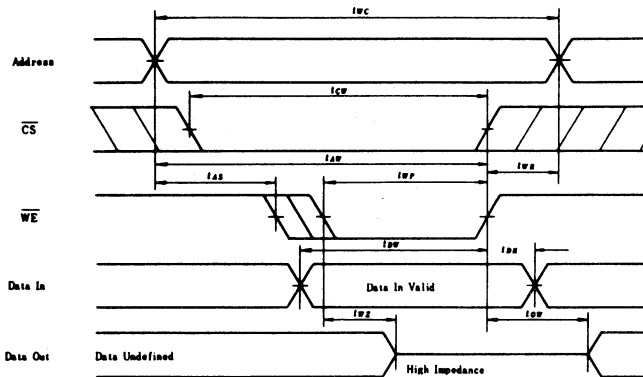 tWC
Address
tCW
CS
tAW
tWR
tAS
tWP
WE
tDW
tDH
Data In
Data In Valid
tWZ
tOW
Data Out
Data Undefined
High Impedance